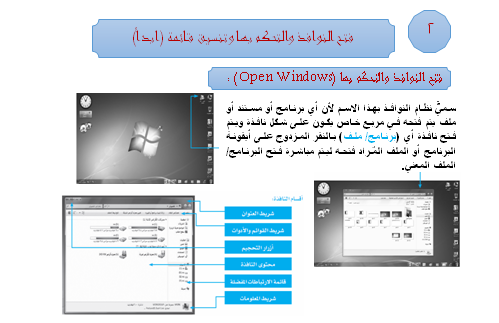 ٢
فتح النوافذ والتحكم بها وتنسيق قائمة (ابدأ)
فتح النوافذ والتحكم بها (Open Windows) :
سميَّ نظام النوافذ بهذا الاسم لأن أي برنامج أو مستند أو
ملف يتم فتحه في مربع خاص يكون على شكل نافذة ويتم
فتح نافذة أي (برنامج/ ملف) بالنقر المزدوج على أيقونة
البرنامج أو الملف المُراد فتحه ليتم مباشرة فتح البرنامج/
الملف المعني.
أقسام النافذة:
شريط العنوان
شريط القوائم والأدوات
أزرار التحجيم
محتوى النافذة
قائمة الارتباطات المفضلة
شريط المعلومات